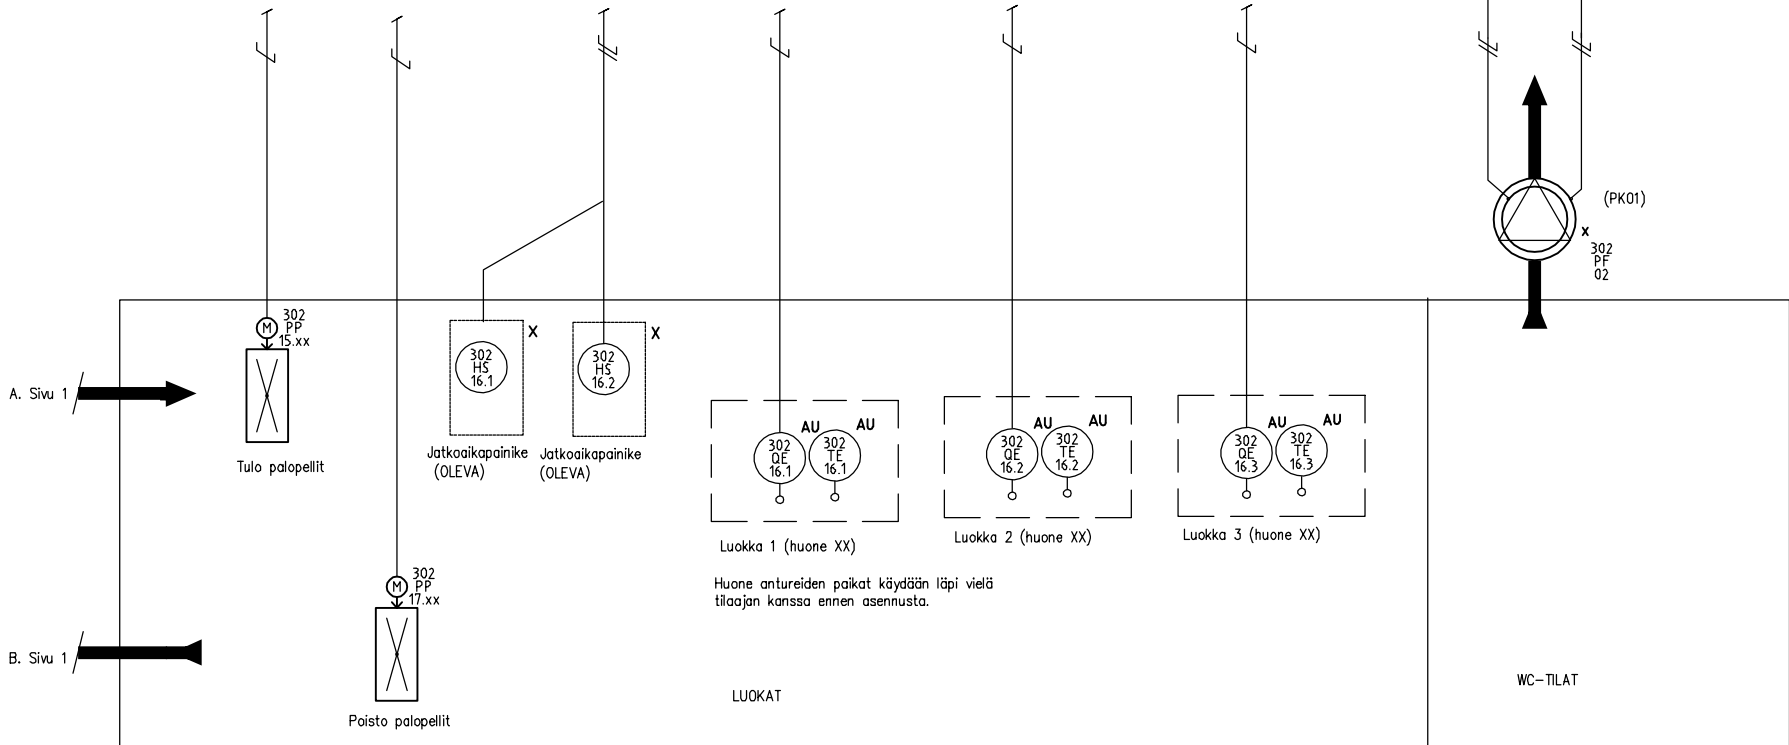 (PK01)
x
302
PF
02
302
PP
15.xx
M
X
X
302
HS
16.1
302
HS
16.2
A. Sivu 1
AU
AU
AU
AU
AU
AU
302
QE
16.1
302
TE
16.1
302
QE
16.2
302
TE
16.2
302
QE
16.3
302
TE
16.3
Tulo palopellit
Jatkoaikapainike
(OLEVA)
Jatkoaikapainike
(OLEVA)
Luokka 1 (huone XX)
Luokka 2 (huone XX)
Luokka 3 (huone XX)
Huone antureiden paikat käydään läpi vielä
tilaajan kanssa ennen asennusta.
302
PP
17.xx
M
B. Sivu 1
LUOKAT
WC-TILAT
Poisto palopellit